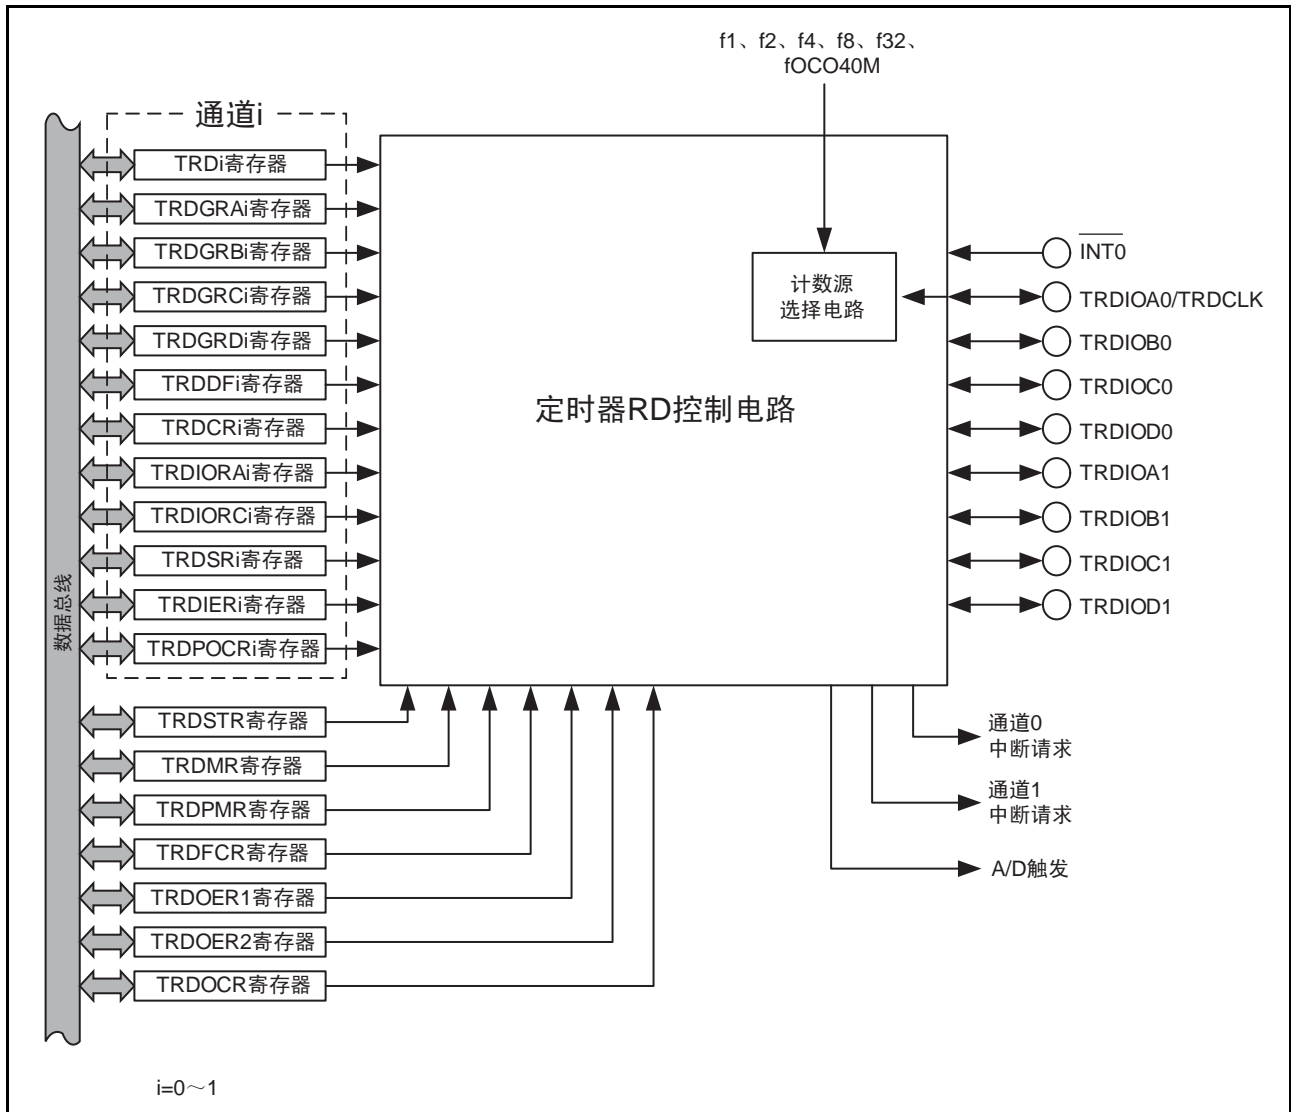 f1、f2、f4、f8、f32、
fOCO40M
通道i
TRDi寄存器
TRDGRAi寄存器
TRDGRBi寄存器
TRDGRCi寄存器
TRDGRDi寄存器
TRDDFi寄存器
TRDCRi寄存器
TRDIORAi寄存器
TRDIORCi寄存器
TRDSRi寄存器
TRDIERi寄存器
TRDPOCRi寄存器
数据总线
TRDSTR寄存器
TRDMR寄存器
TRDPMR寄存器
TRDFCR寄存器
TRDOER1寄存器
TRDOER2寄存器
TRDOCR寄存器
计数源
选择电路
定时器RD控制电路
INT0
TRDIOA0/TRDCLK
TRDIOB0
TRDIOC0
TRDIOD0
TRDIOA1
TRDIOB1
TRDIOC1
TRDIOD1
通道0
中断请求
通道1
中断请求
A/D触发
i=0～1